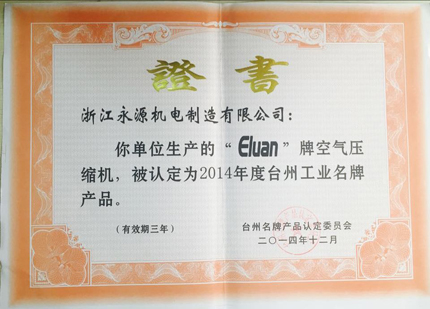 證書
浙江永源机电制造有限公司：
你单位生产的“Eluan”牌空气压
缩机，被认定为2014年度台州工业名牌
产品。
（有效期三年）
台州名牌产品认定委员会
二〇一四年十二月